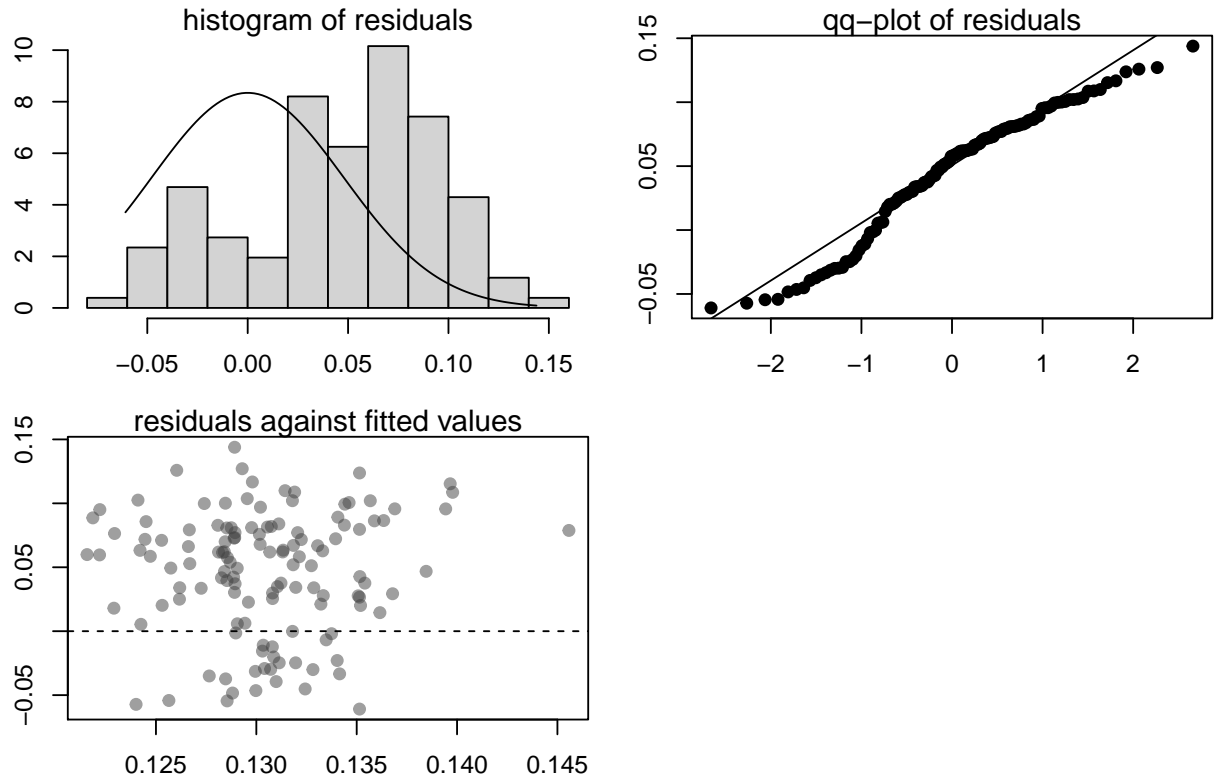 histogram of residuals
10
8
6
4
2
0
−0.05 0.00 0.05 0.10 0.15
qq−plot of residuals
0.15
0.05
−0.05
−2 −1 0 1 2
residuals against fitted values
0.15
0.05
−0.05
0.125 0.130 0.135 0.140 0.145